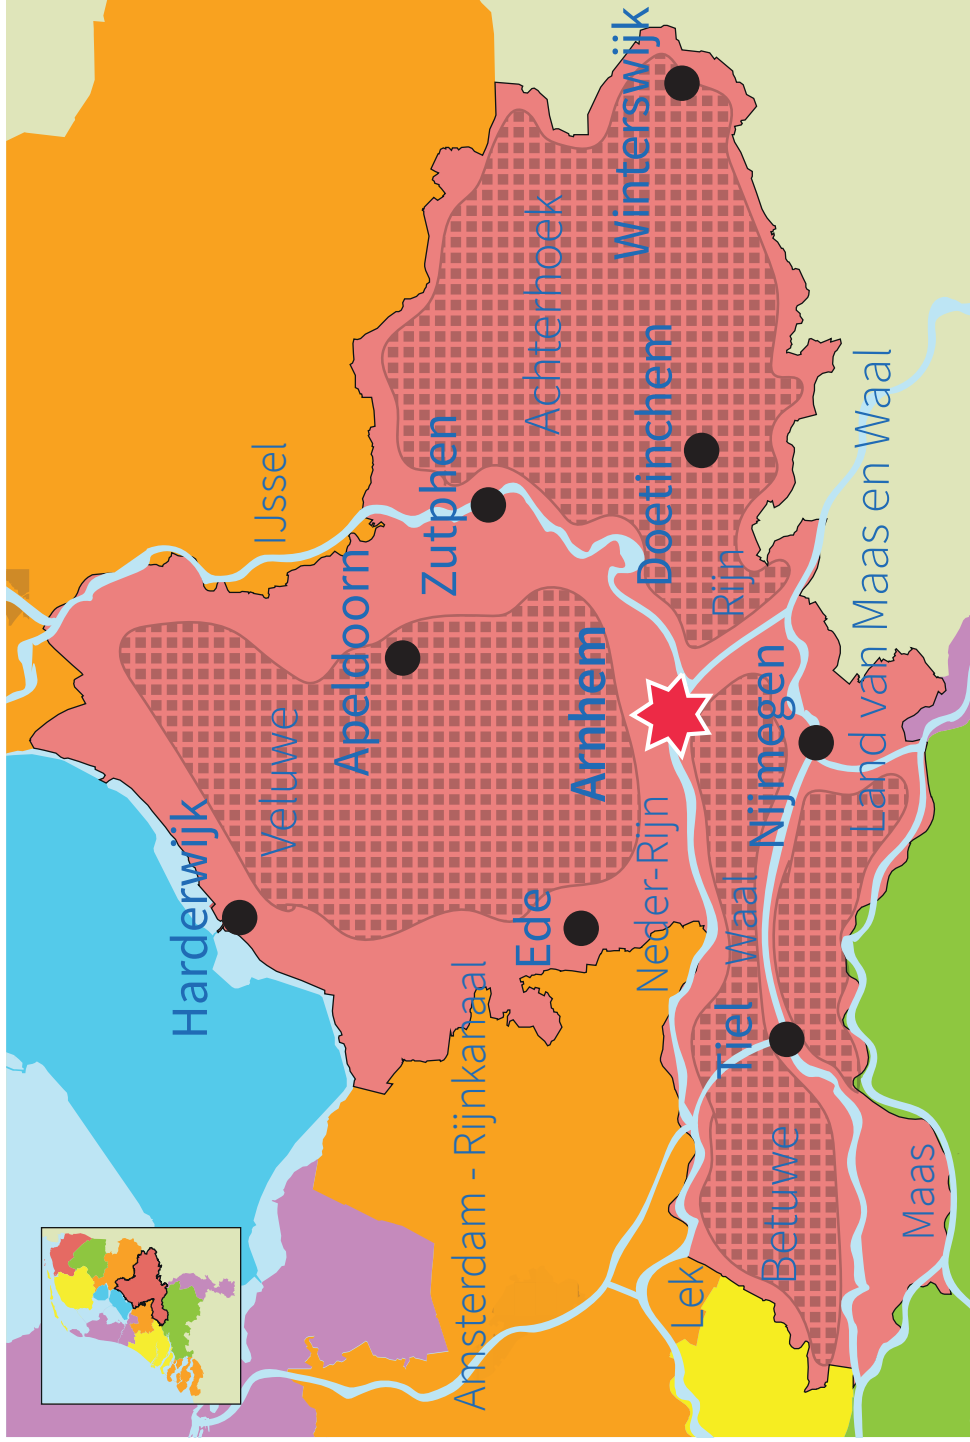 Harderwijk
Veluwe
IJssel
Apeldoorn
Zutphen
Amsterdam - Rijnkanaal
Ede
Achterhoek
Arnhem
Winterswijk
Doetinchem
Neder-Rijn
Lek
Rijn
Tiel
Waal
Nijmegen
Betuwe
Land van Maas en Waal
Maas